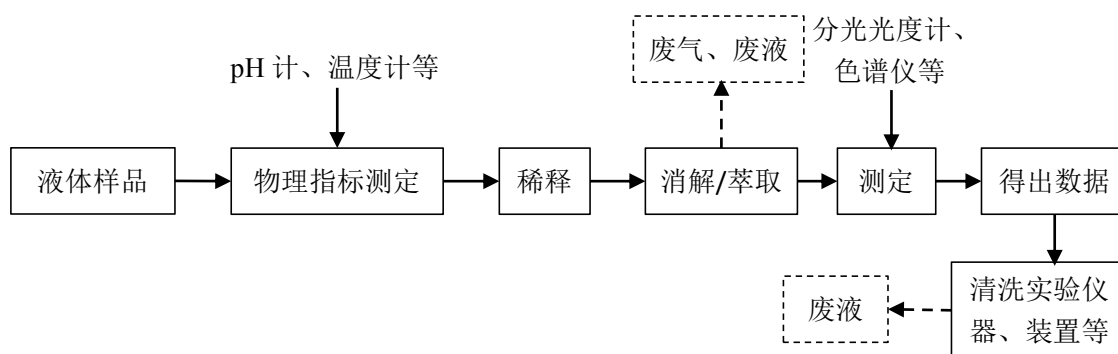 pH 计、温度计等
废气、废液
分光光度计、
色谱仪等
液体样品
物理指标测定
稀释
消解/萃取
测定
得出数据
废液
清洗实验仪
器、装置等